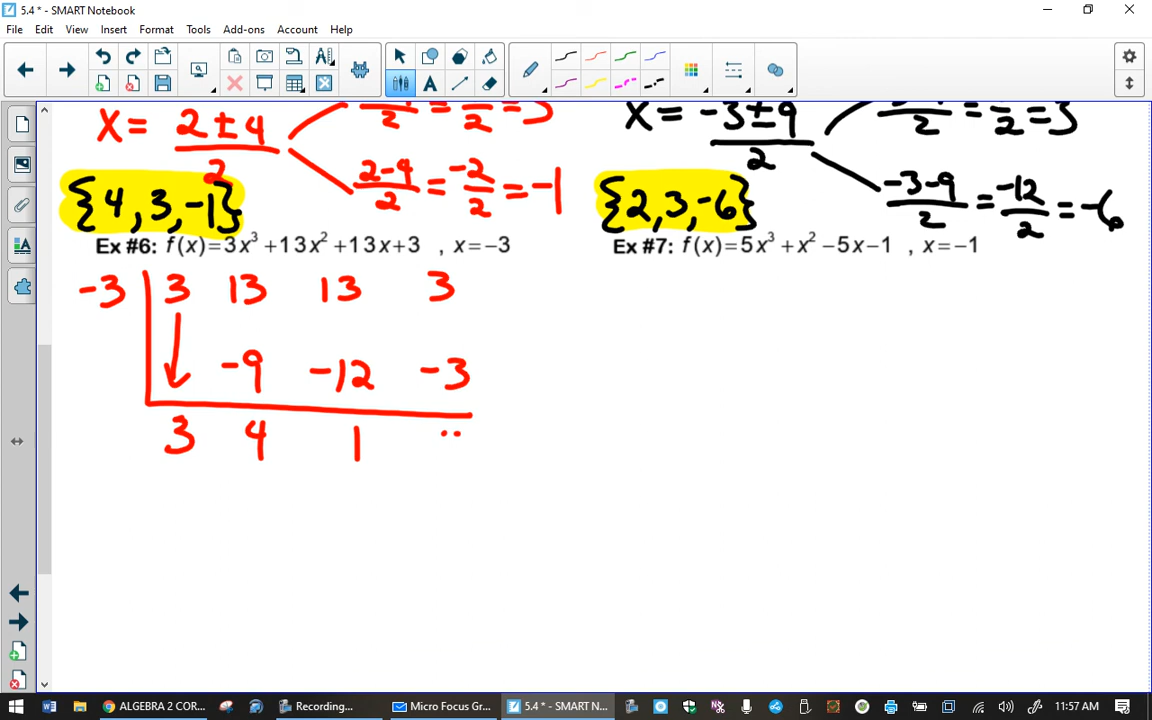 5.4 * - SMART Notebook
File Edit View Insert Format Tools Add-ons Account Help
X= 2±4/2
2-4/2 = -2/2 = -1
{4,3,-1}
X= -3±9/2
=3
-3-9/2 = -12/2 = -6
{2,3,-6}
Ex #6: f(x)=3x³+13x²+13x+3 , x=-3
Ex #7: f(x)=5x³+x²-5x-1 , x=-1
-3 3 13 13 3
-9 -12 -3
3 4 1
ALGEBRA 2 COR... Recording... Micro Focus Gr... 5.4 * - SMART N... 11:57 AM